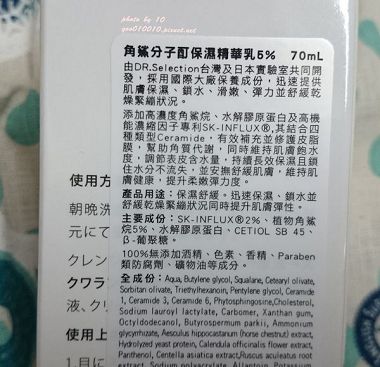 photo by IO
yao010010.pixnet.net
角鯊分子酊保濕精華乳5% 70mL
由DR.Selection台灣及日本實驗室共同開
發，採用國際大廠保養成份，迅速提供
肌膚保濕、鎖水、滑嫩、彈力並舒緩乾
燥緊繃狀況。
添加高濃度角鯊烷、水解膠原蛋白及高機
能濃縮因子專利SK-INFLUX®,其結合四
種類型Ceramide，有效補充並修護皮脂
膜，幫助角質代謝，同時維持肌膚飽水
度，調節表皮含水量，持續長效保濕且鎖
住水分不流失，並安撫舒緩肌膚，維持肌
膚健康，提升柔嫩彈力度。
產品用途：保濕舒緩。迅速保濕、鎖水並
舒緩乾燥緊繃狀況同時提升肌膚彈性。
主要成份：SK-INFLUX®2%、植物角鯊
烷5%、水解膠原蛋白、CETIOL SB 45、
β-葡聚糖。
100%無添加酒精、色素、香精、Paraben
類防腐劑、礦物油等成分。
全成份：Aqua, Butylene glycol, Squalane, Cetearyl olivate,
Sorbitan olivate, Triethylhexanoin, Pentylene glycol, Ceramide
1, Ceramide 3, Ceramide 6, Phytosphingosine,Cholesterol,
Sodium lauroyl lactylate, Carbomer, Xanthan gum,
Octyldodecanol, Butyrospermum parkii, Ammonium
glycyrrhizate, Aesculus hippocastanum (horse chestnut) extract,
Hydrolyzed yeast protein, Calendula officinalis flower extract,
Panthenol, Centella asiatica extract,Ruscus aculeatus root
extract, Sodium polyacrylate, Allantoin, Potassium
使用方
朝晩洗
元にて
クレン
クワラ
液、ク
使用上
1.目に